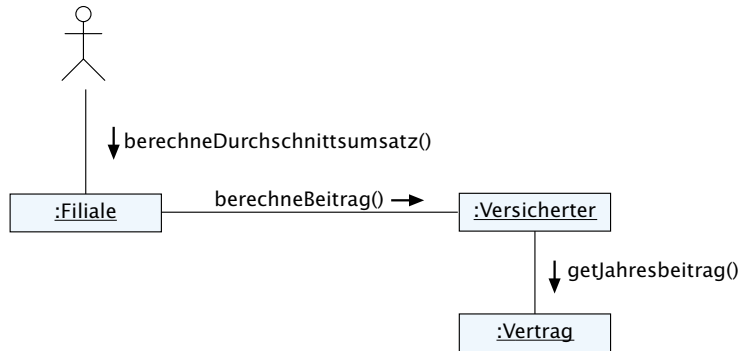 berechneDurchschnittsumsatz()
:Filiale
berechneBeitrag()
:Versicherter
getJahresbeitrag()
:Vertrag